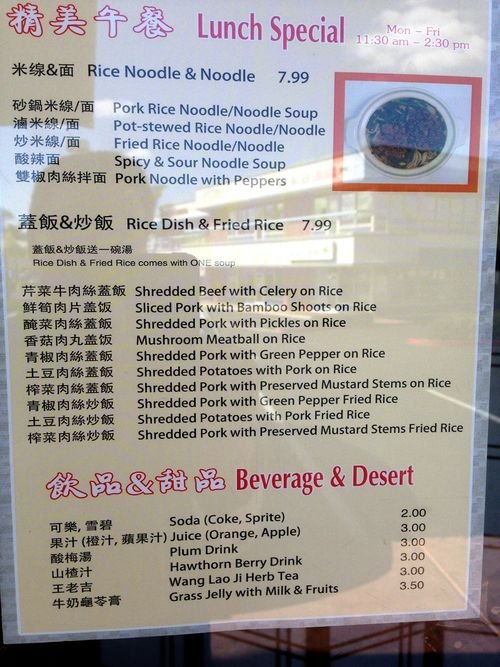 精美午餐 Lunch Special Mon - Fri
11:30 am - 2:30 pm
米缐&面 Rice Noodle & Noodle 7.99
砂鍋米線/面 Pork Rice Noodle/Noodle Soup
滷米線/面 Pot-stewed Rice Noodle/Noodle
炒米線/面 Fried Rice Noodle/Noodle
酸辣面 Spicy & Sour Noodle Soup
雙椒肉絲拌面 Pork Noodle with Peppers
蓋飯&炒飯 Rice Dish & Fried Rice 7.99
蓋飯&炒飯送一碗湯
Rice Dish & Fried Rice comes with ONE soup
芹菜牛肉絲蓋飯 Shredded Beef with Celery on Rice
鮮筍肉片盖饭 Sliced Pork with Bamboo Shoots on Rice
醃菜肉絲蓋飯 Shredded Pork with Pickles on Rice
香菇肉丸盖饭 Mushroom Meatball on Rice
青椒肉絲蓋飯 Shredded Pork with Green Pepper on Rice
土豆肉絲蓋飯 Shredded Potatoes with Pork on Rice
榨菜肉絲蓋飯 Shredded Pork with Preserved Mustard Stems on Rice
青椒肉絲炒飯 Shredded Pork with Green Pepper Fried Rice
土豆肉絲炒飯 Shredded Potatoes with Pork Fried Rice
榨菜肉絲炒飯 Shredded Pork with Preserved Mustard Stems Fried Rice
飲品&甜品 Beverage & Desert
可樂, 雪碧 Soda (Coke, Sprite) 2.00
果汁 (橙汁, 蘋果汁) Juice (Orange, Apple) 3.00
酸梅湯 Plum Drink 3.00
山楂汁 Hawthorn Berry Drink 3.00
王老吉 Wang Lao Ji Herb Tea 3.00
牛奶龜苓膏 Grass Jelly with Milk & Fruits 3.50